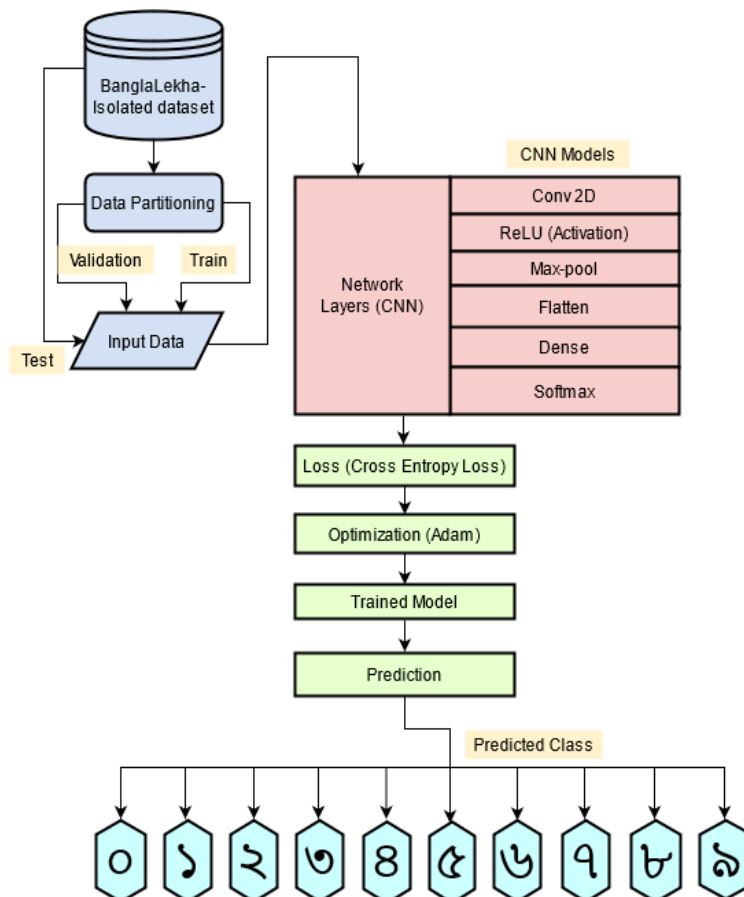 BanglaLekha-
Isolated dataset
Data Partitioning
Validation
Train
Input Data
Test
CNN Models
Network
Layers (CNN)
Conv 2D
ReLU (Activation)
Max-pool
Flatten
Dense
Softmax
Loss (Cross Entropy Loss)
Optimization (Adam)
Trained Model
Prediction
Predicted Class
০ ১ ২ ৩ ৪ ৫ ৬ ৭ ৮ ৯